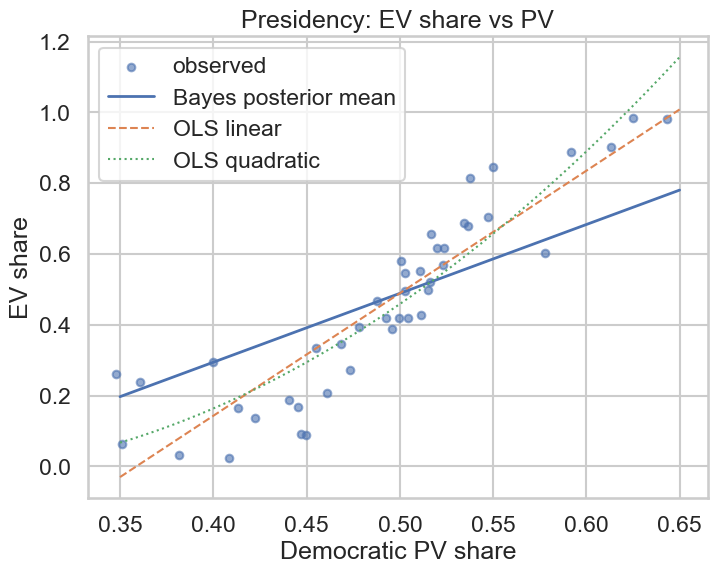 Presidency: EV share vs PV
observed
Bayes posterior mean
OLS linear
OLS quadratic
EV share
1.2
1.0
0.8
0.6
0.4
0.2
0.0
0.35 0.40 0.45 0.50 0.55 0.60 0.65
Democratic PV share